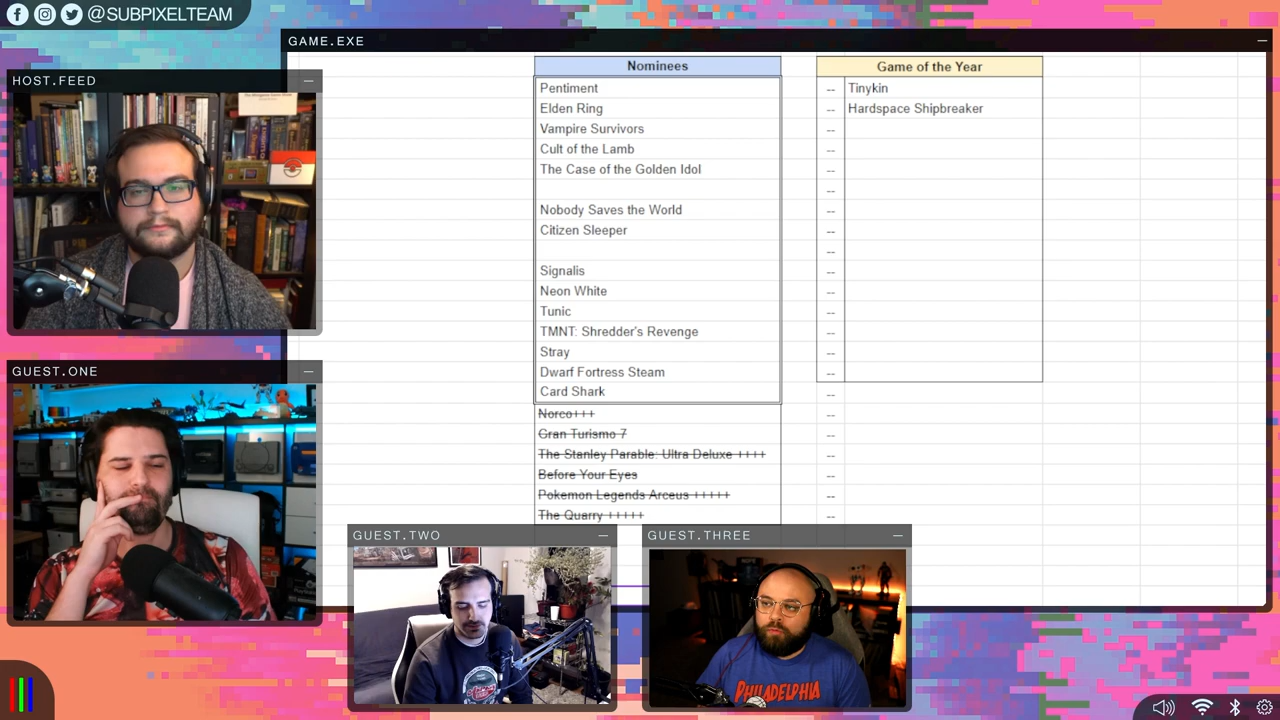 @SUBPIXELTEAM
GAME.EXE
HOST.FEED
Nominees
Game of the Year
Pentiment
-- Tinykin
Elden Ring
-- Hardspace Shipbreaker
Vampire Survivors
--
Cult of the Lamb
--
The Case of the Golden Idol
--
--
Nobody Saves the World
--
Citizen Sleeper
--
--
Signalis
--
Neon White
--
Tunic
--
TMNT: Shredder's Revenge
--
Stray
--
Dwarf Fortress Steam
--
Card Shark
--
Norco+++
--
Gran Turismo 7
--
The Stanley Parable: Ultra Deluxe ++++
--
Before Your Eyes
--
Pokemon Legends Arceus +++++
--
The Quarry +++++
--
GUEST.ONE
GUEST.TWO
GUEST.THREE
PHILADELPHIA